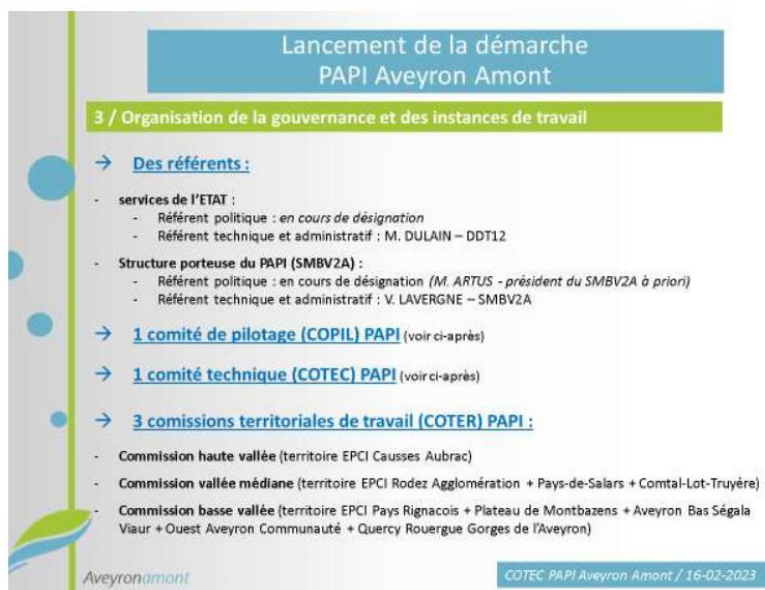 Lancement de la démarche
PAPI Aveyron Amont
3 / Organisation de la gouvernance et des instances de travail
→ Des référents :
- services de l'ETAT :
- Référent politique : en cours de désignation
- Référent technique et administratif : M. DULAIN – DDT12
- Structure porteuse du PAPI (SMBV2A) :
- Référent politique : en cours de désignation (M. ARTUS - président du SMBV2A à priori)
- Référent technique et administratif : V. LAVERGNE – SMBV2A
→ 1 comité de pilotage (COPIL) PAPI (voir ci-après)
→ 1 comité technique (COTEC) PAPI (voir ci-après)
→ 3 comissions territoriales de travail (COTER) PAPI :
- Commission haute vallée (territoire EPCI Causses Aubrac)
- Commission vallée médiane (territoire EPCI Rodez Agglomération + Pays-de-Salars + Comtal-Lot-Truyère)
- Commission basse vallée (territoire EPCI Pays Rignacois + Plateau de Montbazens + Aveyron Bas Ségala
Viaur + Ouest Aveyron Communauté + Quercy Rouergue Gorges de l'Aveyron)
Aveyronamont
COTEC PAPI Aveyron Amont / 16-02-2023